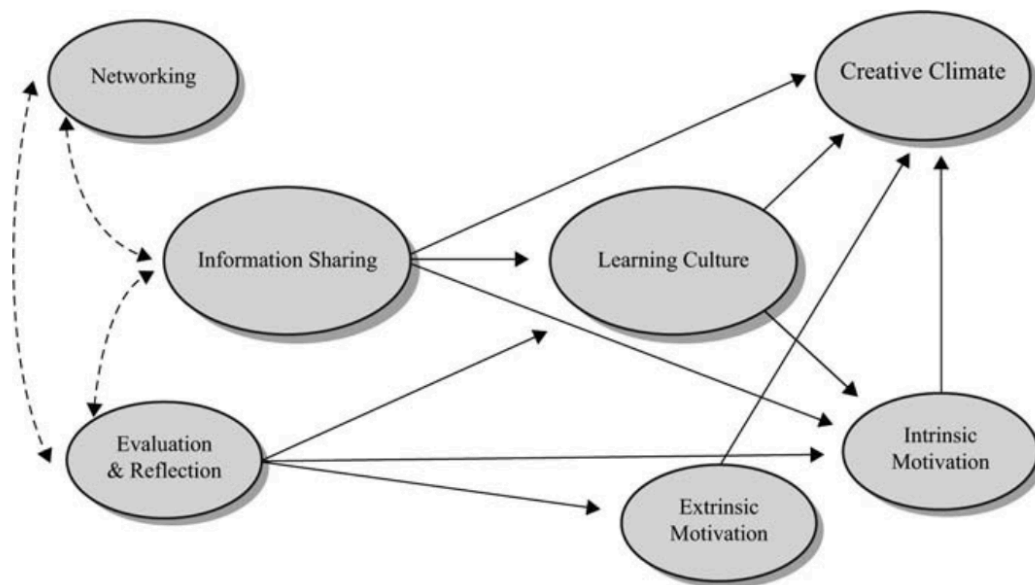 Networking
Creative Climate
Information Sharing
Learning Culture
Evaluation
& Reflection
Intrinsic
Motivation
Extrinsic
Motivation